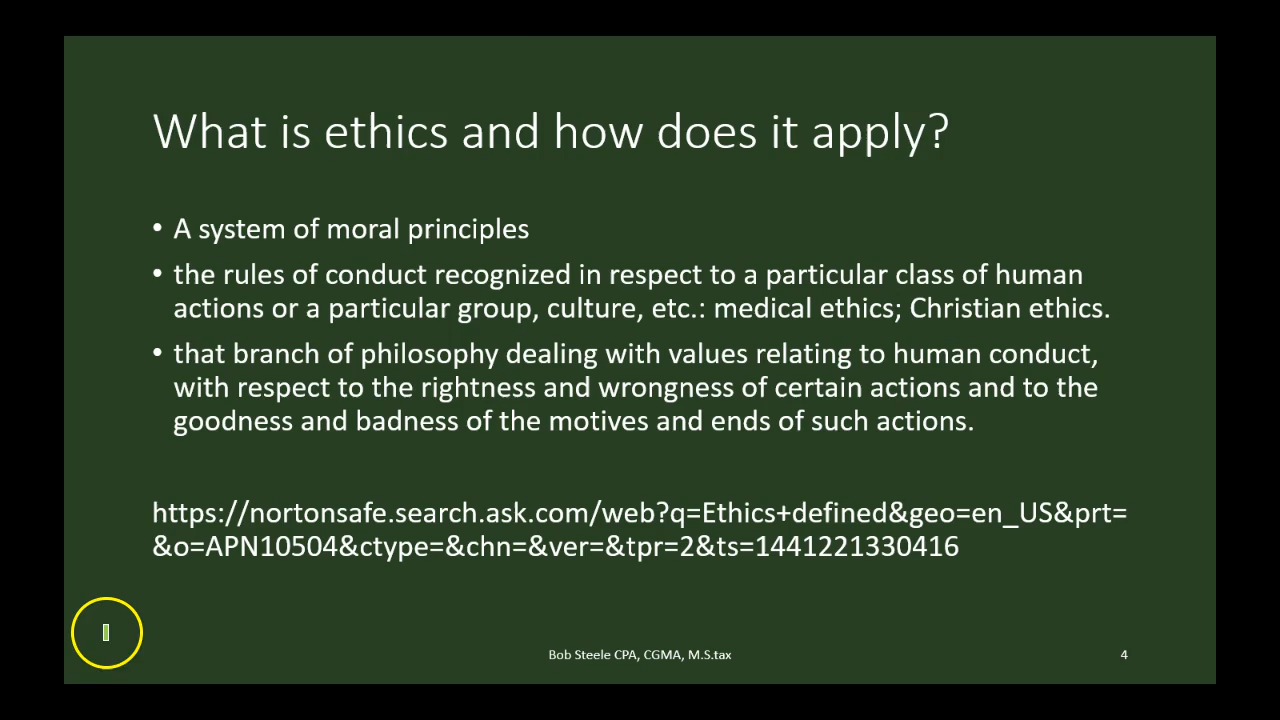 What is ethics and how does it apply?
• A system of moral principles
• the rules of conduct recognized in respect to a particular class of human
actions or a particular group, culture, etc.: medical ethics; Christian ethics.
• that branch of philosophy dealing with values relating to human conduct,
with respect to the rightness and wrongness of certain actions and to the
goodness and badness of the motives and ends of such actions.
https://nortonsafe.search.ask.com/web?q=Ethics+defined&geo=en_US&prt=
&o=APN10504&ctype=&chn=&ver=&tpr=2&ts=1441221330416
Bob Steele CPA, CGMA, M.S.tax
4